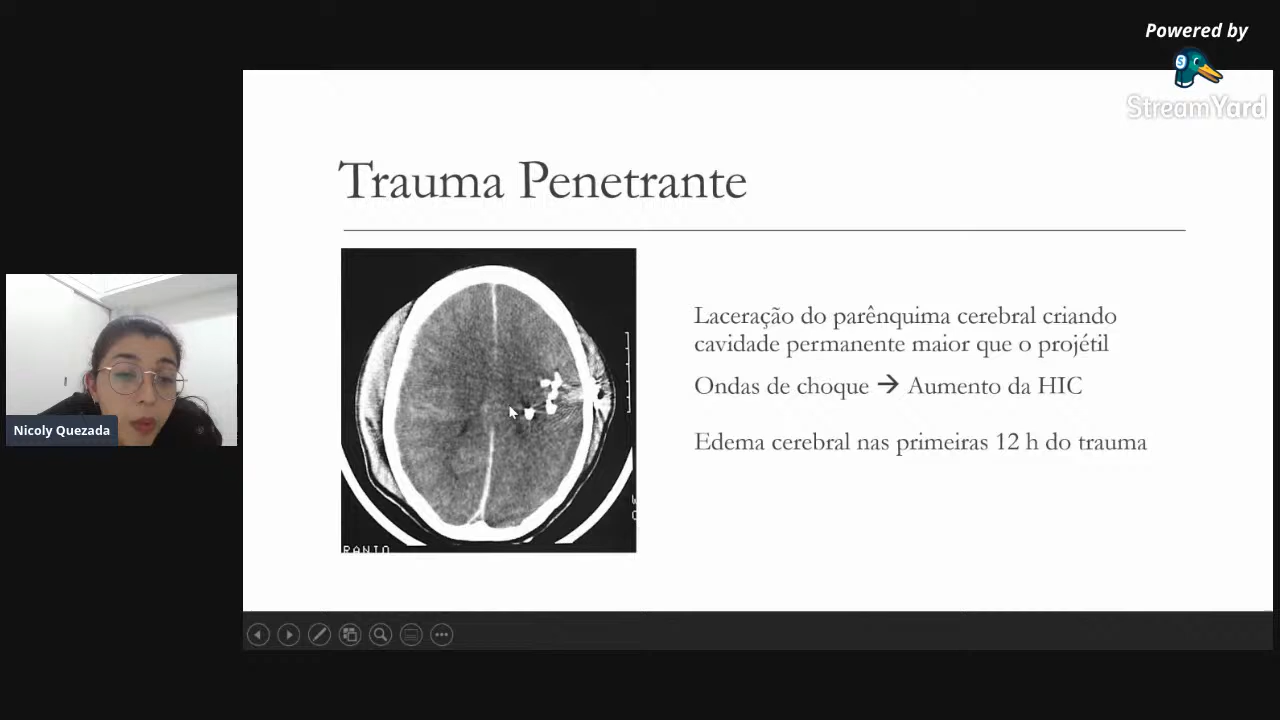 Powered by
StreamYard
Trauma Penetrante
Laceração do parênquima cerebral criando
cavidade permanente maior que o projétil
Ondas de choque → Aumento da HIC
Edema cerebral nas primeiras 12 h do trauma
Nicoly Quezada
RANIO